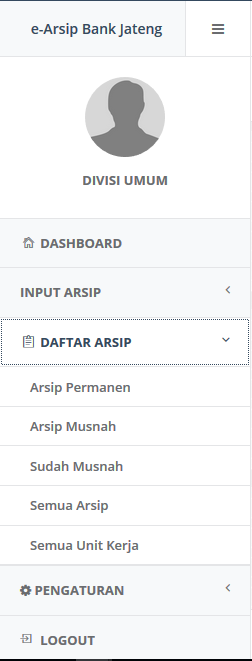 e-Arsip Bank Jateng
DIVISI UMUM
DASHBOARD
INPUT ARSIP
DAFTAR ARSIP
Arsip Permanen
Arsip Musnah
Sudah Musnah
Semua Arsip
Semua Unit Kerja
PENGATURAN
LOGOUT